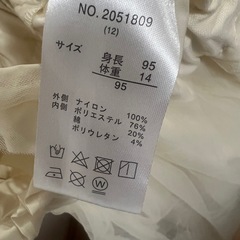 NO. 2051809
(12)
サイズ
身長 95
体重 14
95
外側 ナイロン 100%
内側 ポリエステル 76%
綿 20%
ポリウレタン 4%